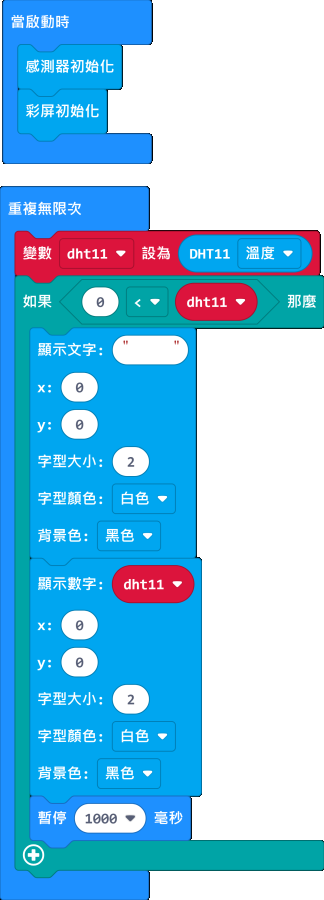 當啟動時
感測器初始化
彩屏初始化
重複無限次
變數 dht11 設為 DHT11 溫度
如果 0 < dht11 那麼
顯示文字: "      "
x: 0
y: 0
字型大小: 2
字型顏色: 白色
背景色: 黑色
顯示數字: dht11
x: 0
y: 0
字型大小: 2
字型顏色: 白色
背景色: 黑色
暫停 1000 毫秒